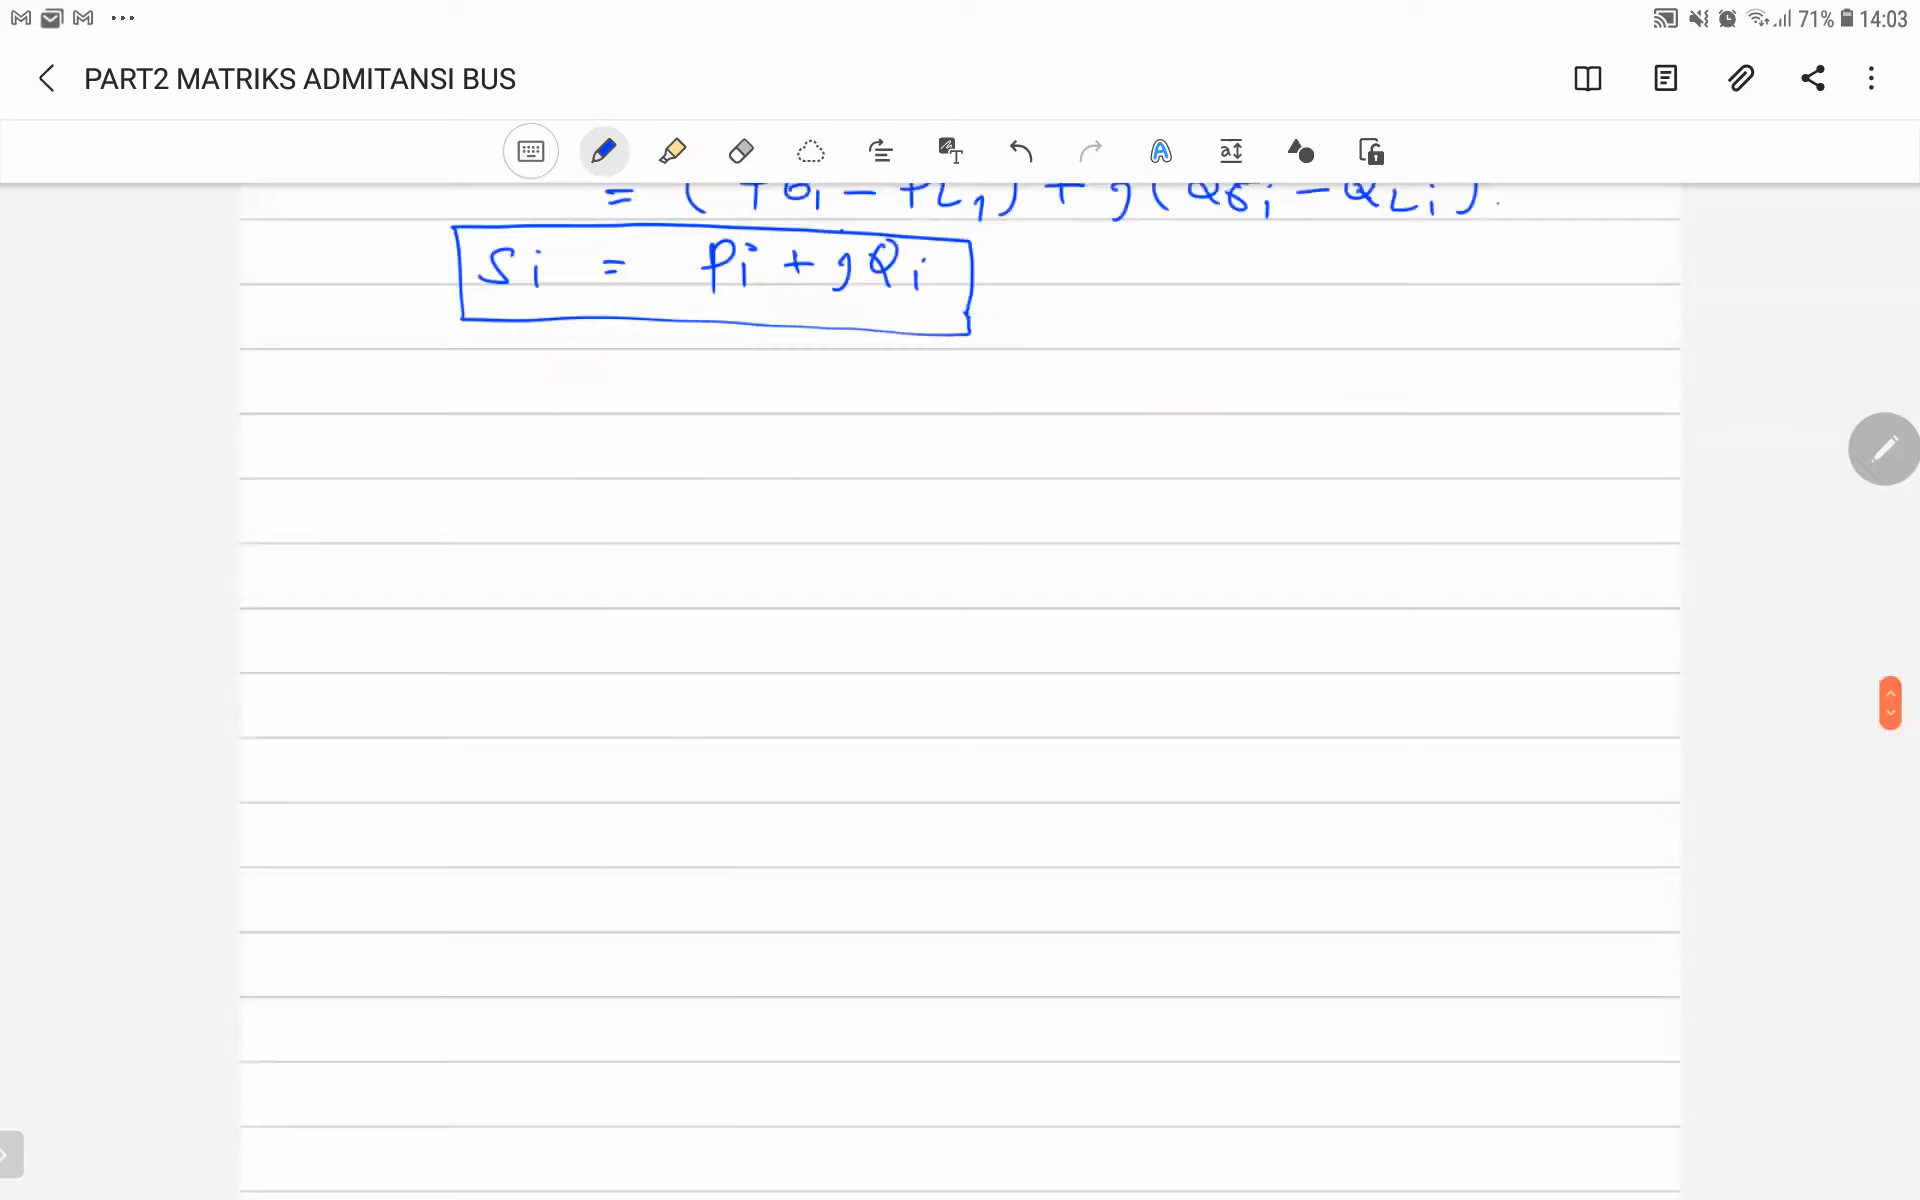 71% 14:03
PART2 MATRIKS ADMITANSI BUS
= (PGi - PLi) + j(QGi - QLi).
Si = Pi + jQi